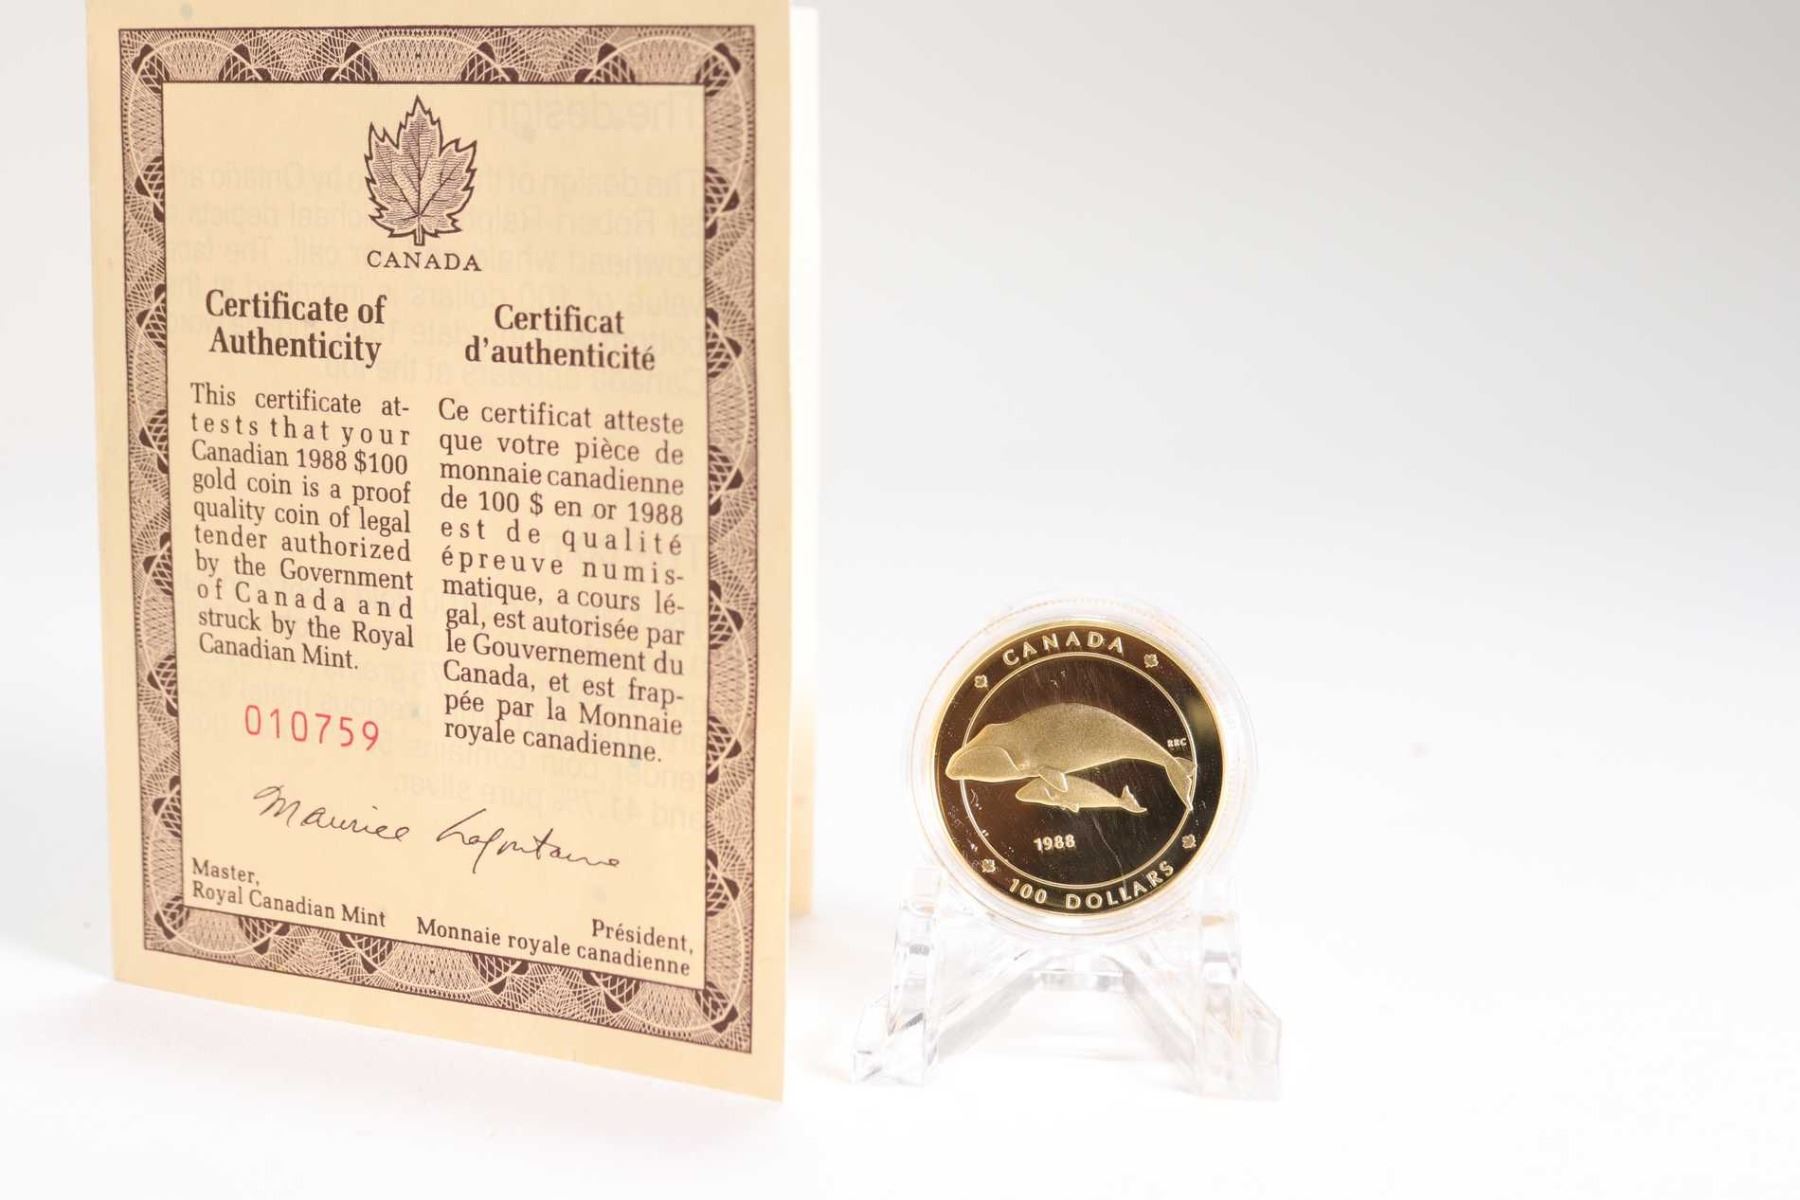 CANADA
Certificate of
Authenticity
This certificate at-
tests that your
Canadian 1988 $100
gold coin is a proof
quality coin of legal
tender authorized
by the Government
of Canada and
struck by the Royal
Canadian Mint.
010759
Certificat
d'authenticité
Ce certificat atteste
que votre pièce de
monnaie canadienne
de 100 $ en or 1988
est de qualité
épreuve numis-
matique, a cours lé-
gal, est autorisée par
le Gouvernement du
Canada, et est frap-
pée par la Monnaie
royale canadienne.
Maurice Lafontaine
Master,
Royal Canadian Mint
Président,
Monnaie royale canadienne
CANADA
RRC
1988
100 DOLLARS